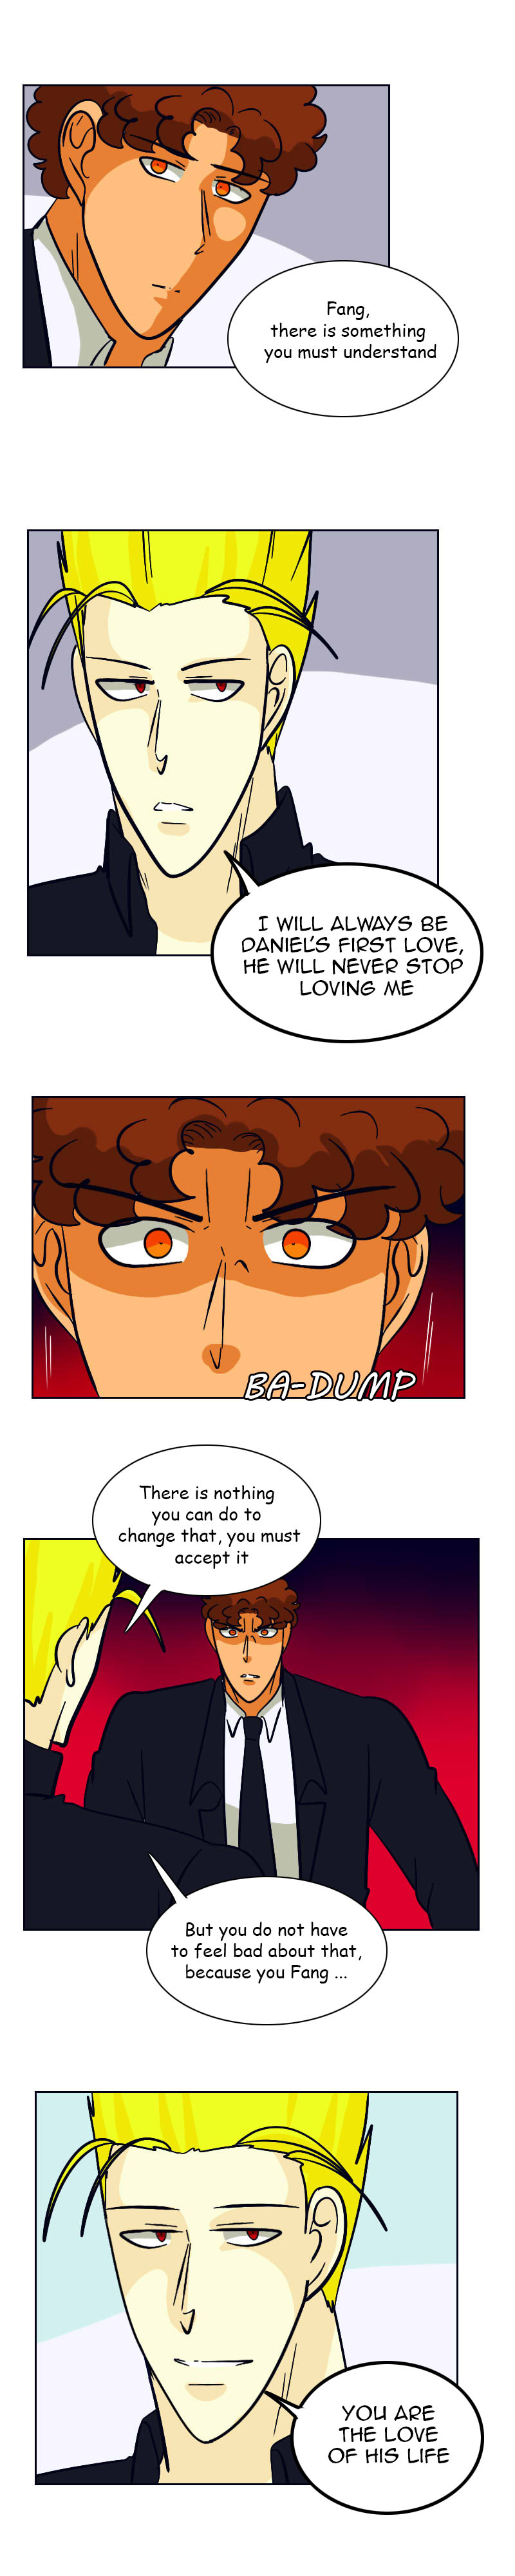 Fang,
there is something
you must understand
I WILL ALWAYS BE
DANIEL'S FIRST LOVE,
HE WILL NEVER STOP
LOVING ME
BA-DUMP
There is nothing
you can do to
change that, you must
accept it
But you do not have
to feel bad about that,
because you Fang ...
YOU ARE
THE LOVE
OF HIS LIFE